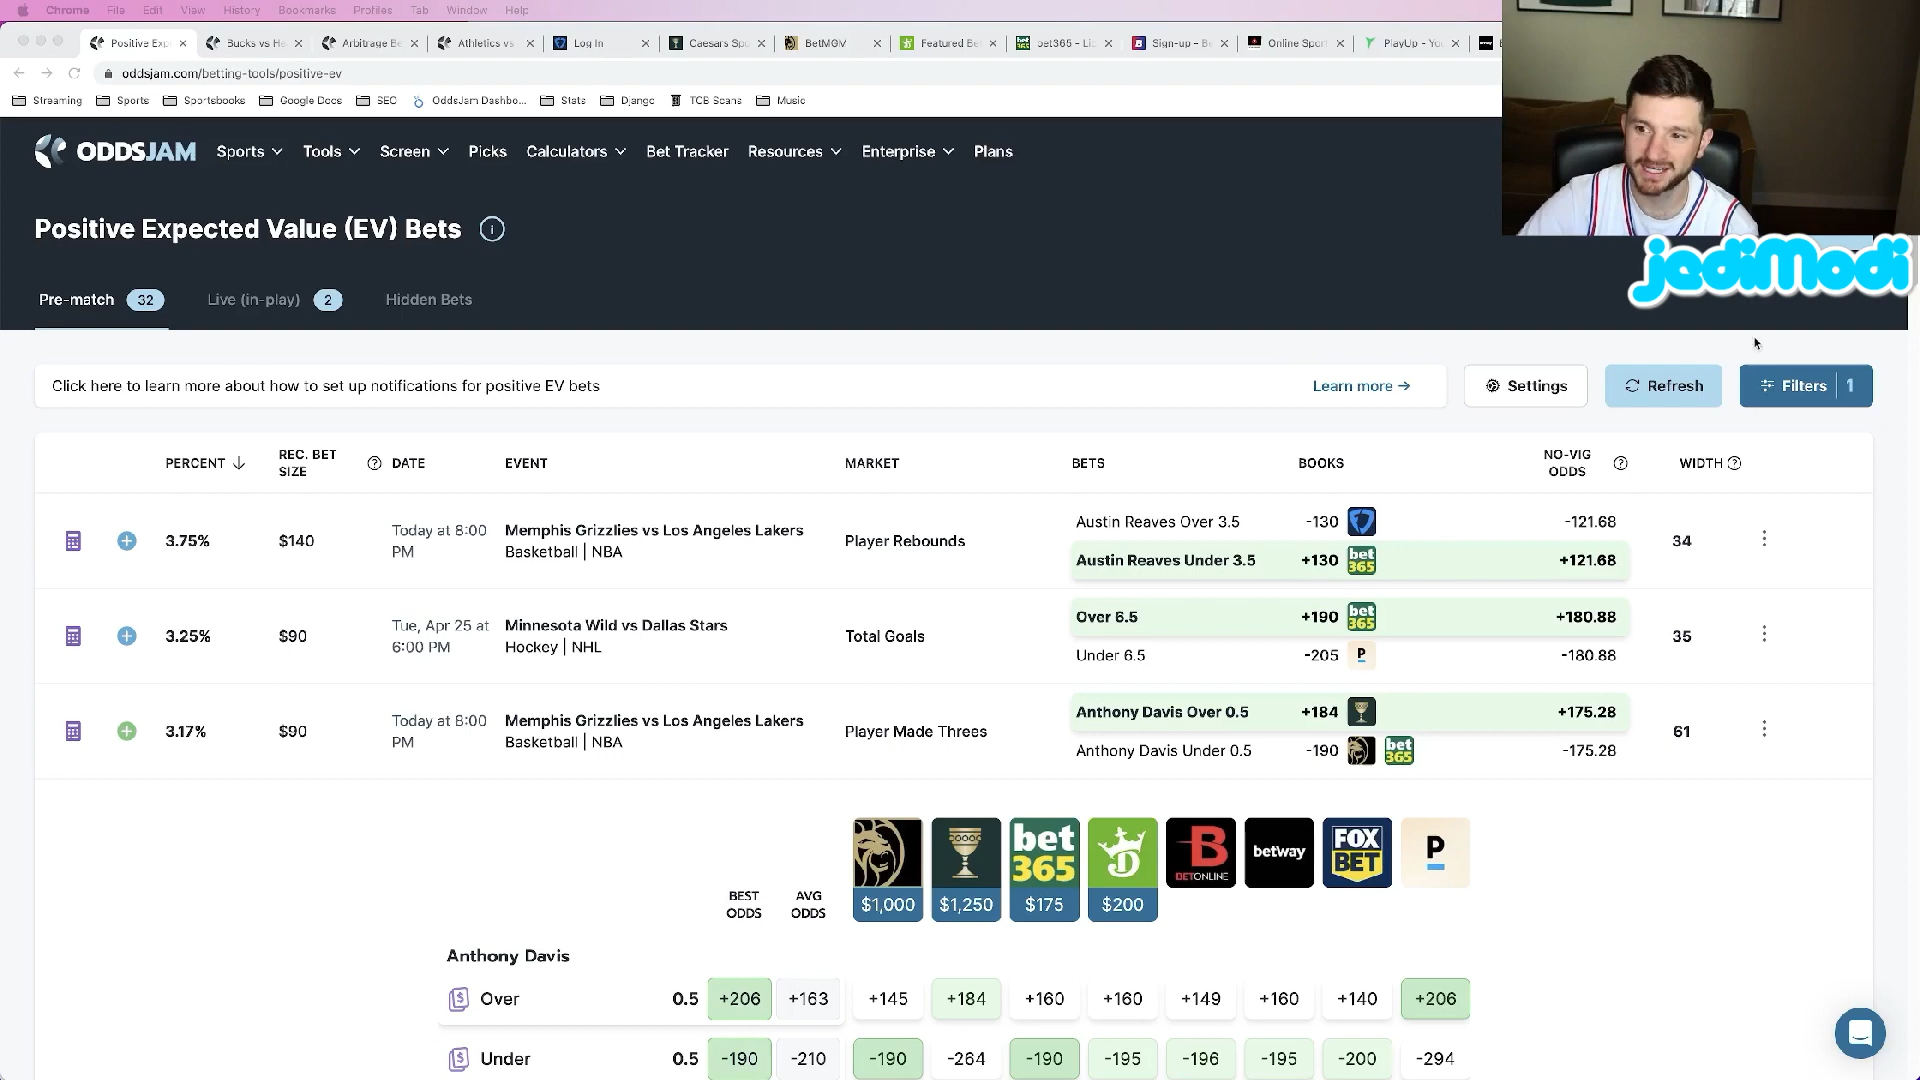 Chrome File Edit View History Bookmarks Profiles Tab Window Help
Positive Exp Bucks vs He Arbitrage Be Athletics vs Log In Caesars Spo BetMGM Featured Be bet365 - Li Sign-up - Be Online Sport PlayUp - You
oddsjam.com/betting-tools/positive-ev
Streaming Sports Sportsbooks Google Docs SEO OddsJam Dashbo... Stats Django TCB Scans Music
ODDSJAM Sports Tools Screen Picks Calculators Bet Tracker Resources Enterprise Plans
Positive Expected Value (EV) Bets
jediModi
Pre-match 32 Live (in-play) 2 Hidden Bets
Click here to learn more about how to set up notifications for positive EV bets Learn more → Settings Refresh Filters 1
PERCENT REC. BET SIZE DATE EVENT MARKET BETS BOOKS NO-VIG ODDS WIDTH
Austin Reaves Over 3.5 -130 -121.68
3.75% $140 Today at 8:00 PM Memphis Grizzlies vs Los Angeles Lakers Basketball | NBA Player Rebounds 34
Austin Reaves Under 3.5 +130 bet365 +121.68
Over 6.5 +190 bet365 +180.88
3.25% $90 Tue, Apr 25 at 6:00 PM Minnesota Wild vs Dallas Stars Hockey | NHL Total Goals 35
Under 6.5 -205 P -180.88
Anthony Davis Over 0.5 +184 +175.28
3.17% $90 Today at 8:00 PM Memphis Grizzlies vs Los Angeles Lakers Basketball | NBA Player Made Threes 61
Anthony Davis Under 0.5 -190 bet365 -175.28
bet365 B BETONLINE betway FOX BET P
BEST ODDS AVG ODDS $1,000 $1,250 $175 $200
Anthony Davis
Over 0.5 +206 +163 +145 +184 +160 +160 +149 +160 +140 +206
Under 0.5 -190 -210 -190 -264 -190 -195 -196 -195 -200 -294